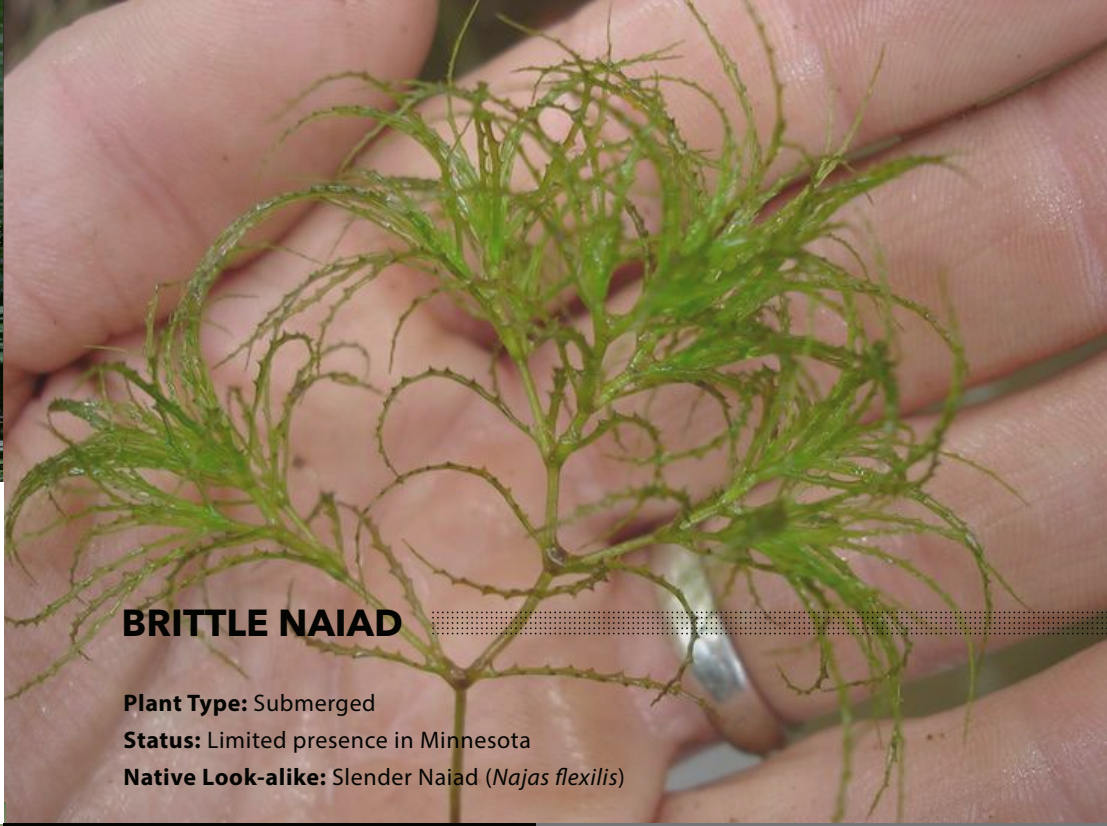 BRITTLE NAIAD
Plant Type: Submerged
Status: Limited presence in Minnesota
Native Look-alike: Slender Naiad (Najas flexilis)